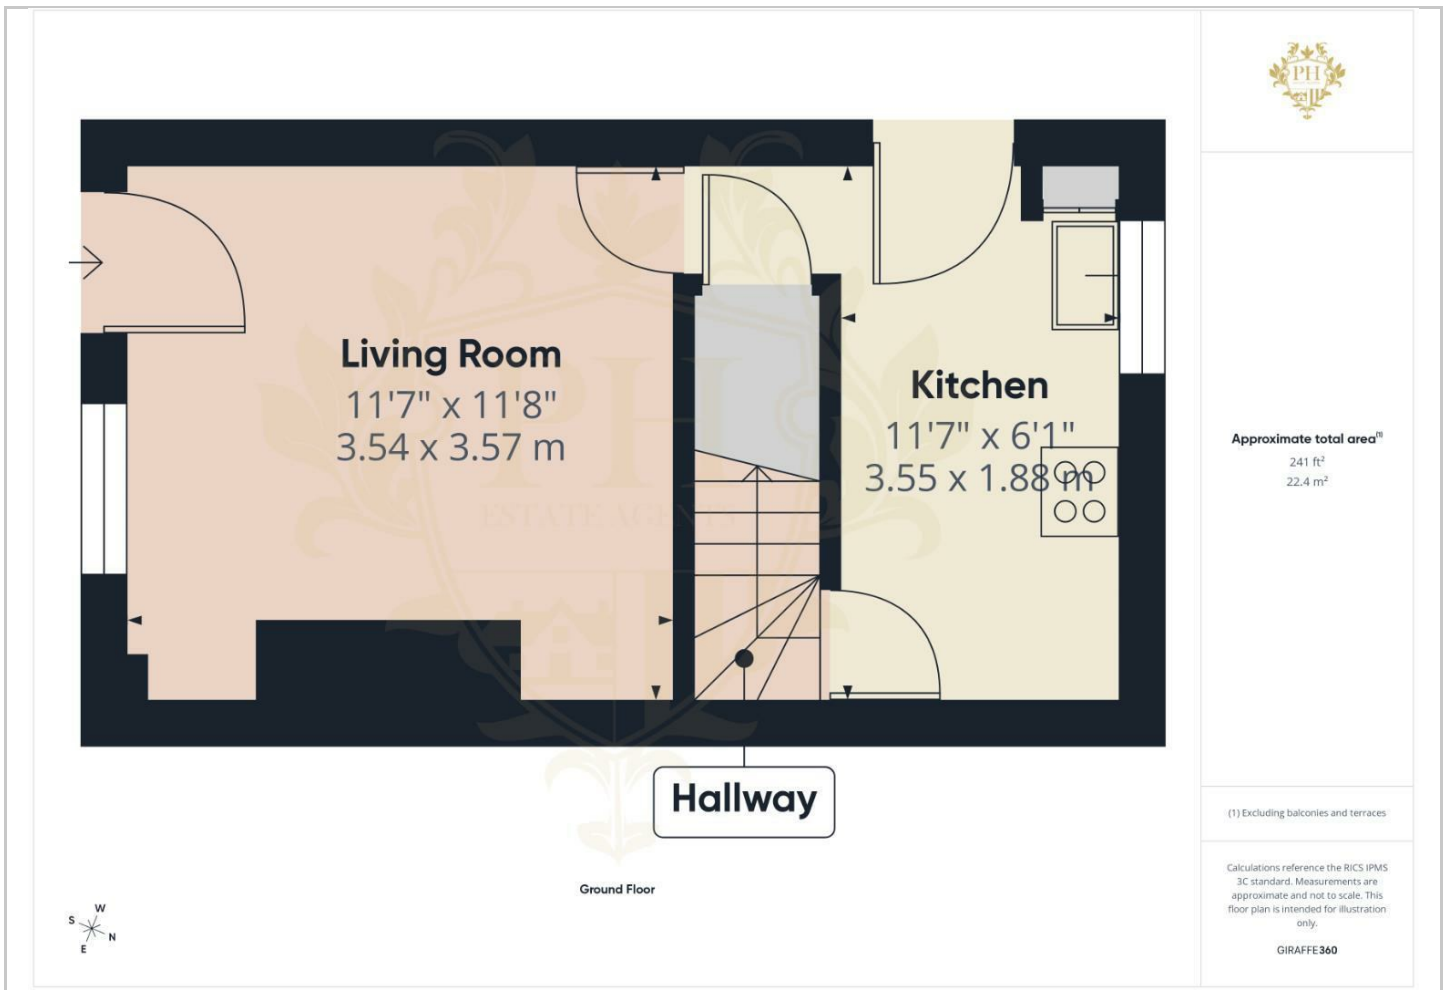 PH
Living Room
11'7" x 11'8"
3.54 x 3.57 m
Kitchen
11'7" x 6'1"
3.55 x 1.88 m
PH
ESTATE AGENTS
Hallway
Ground Floor
W
S
N
E
Approximate total area(1)
241 ft²
22.4 m²
(1) Excluding balconies and terraces
Calculations reference the RICS IPMS
3C standard. Measurements are
approximate and not to scale. This
floor plan is intended for illustration
only.
GIRAFFE360